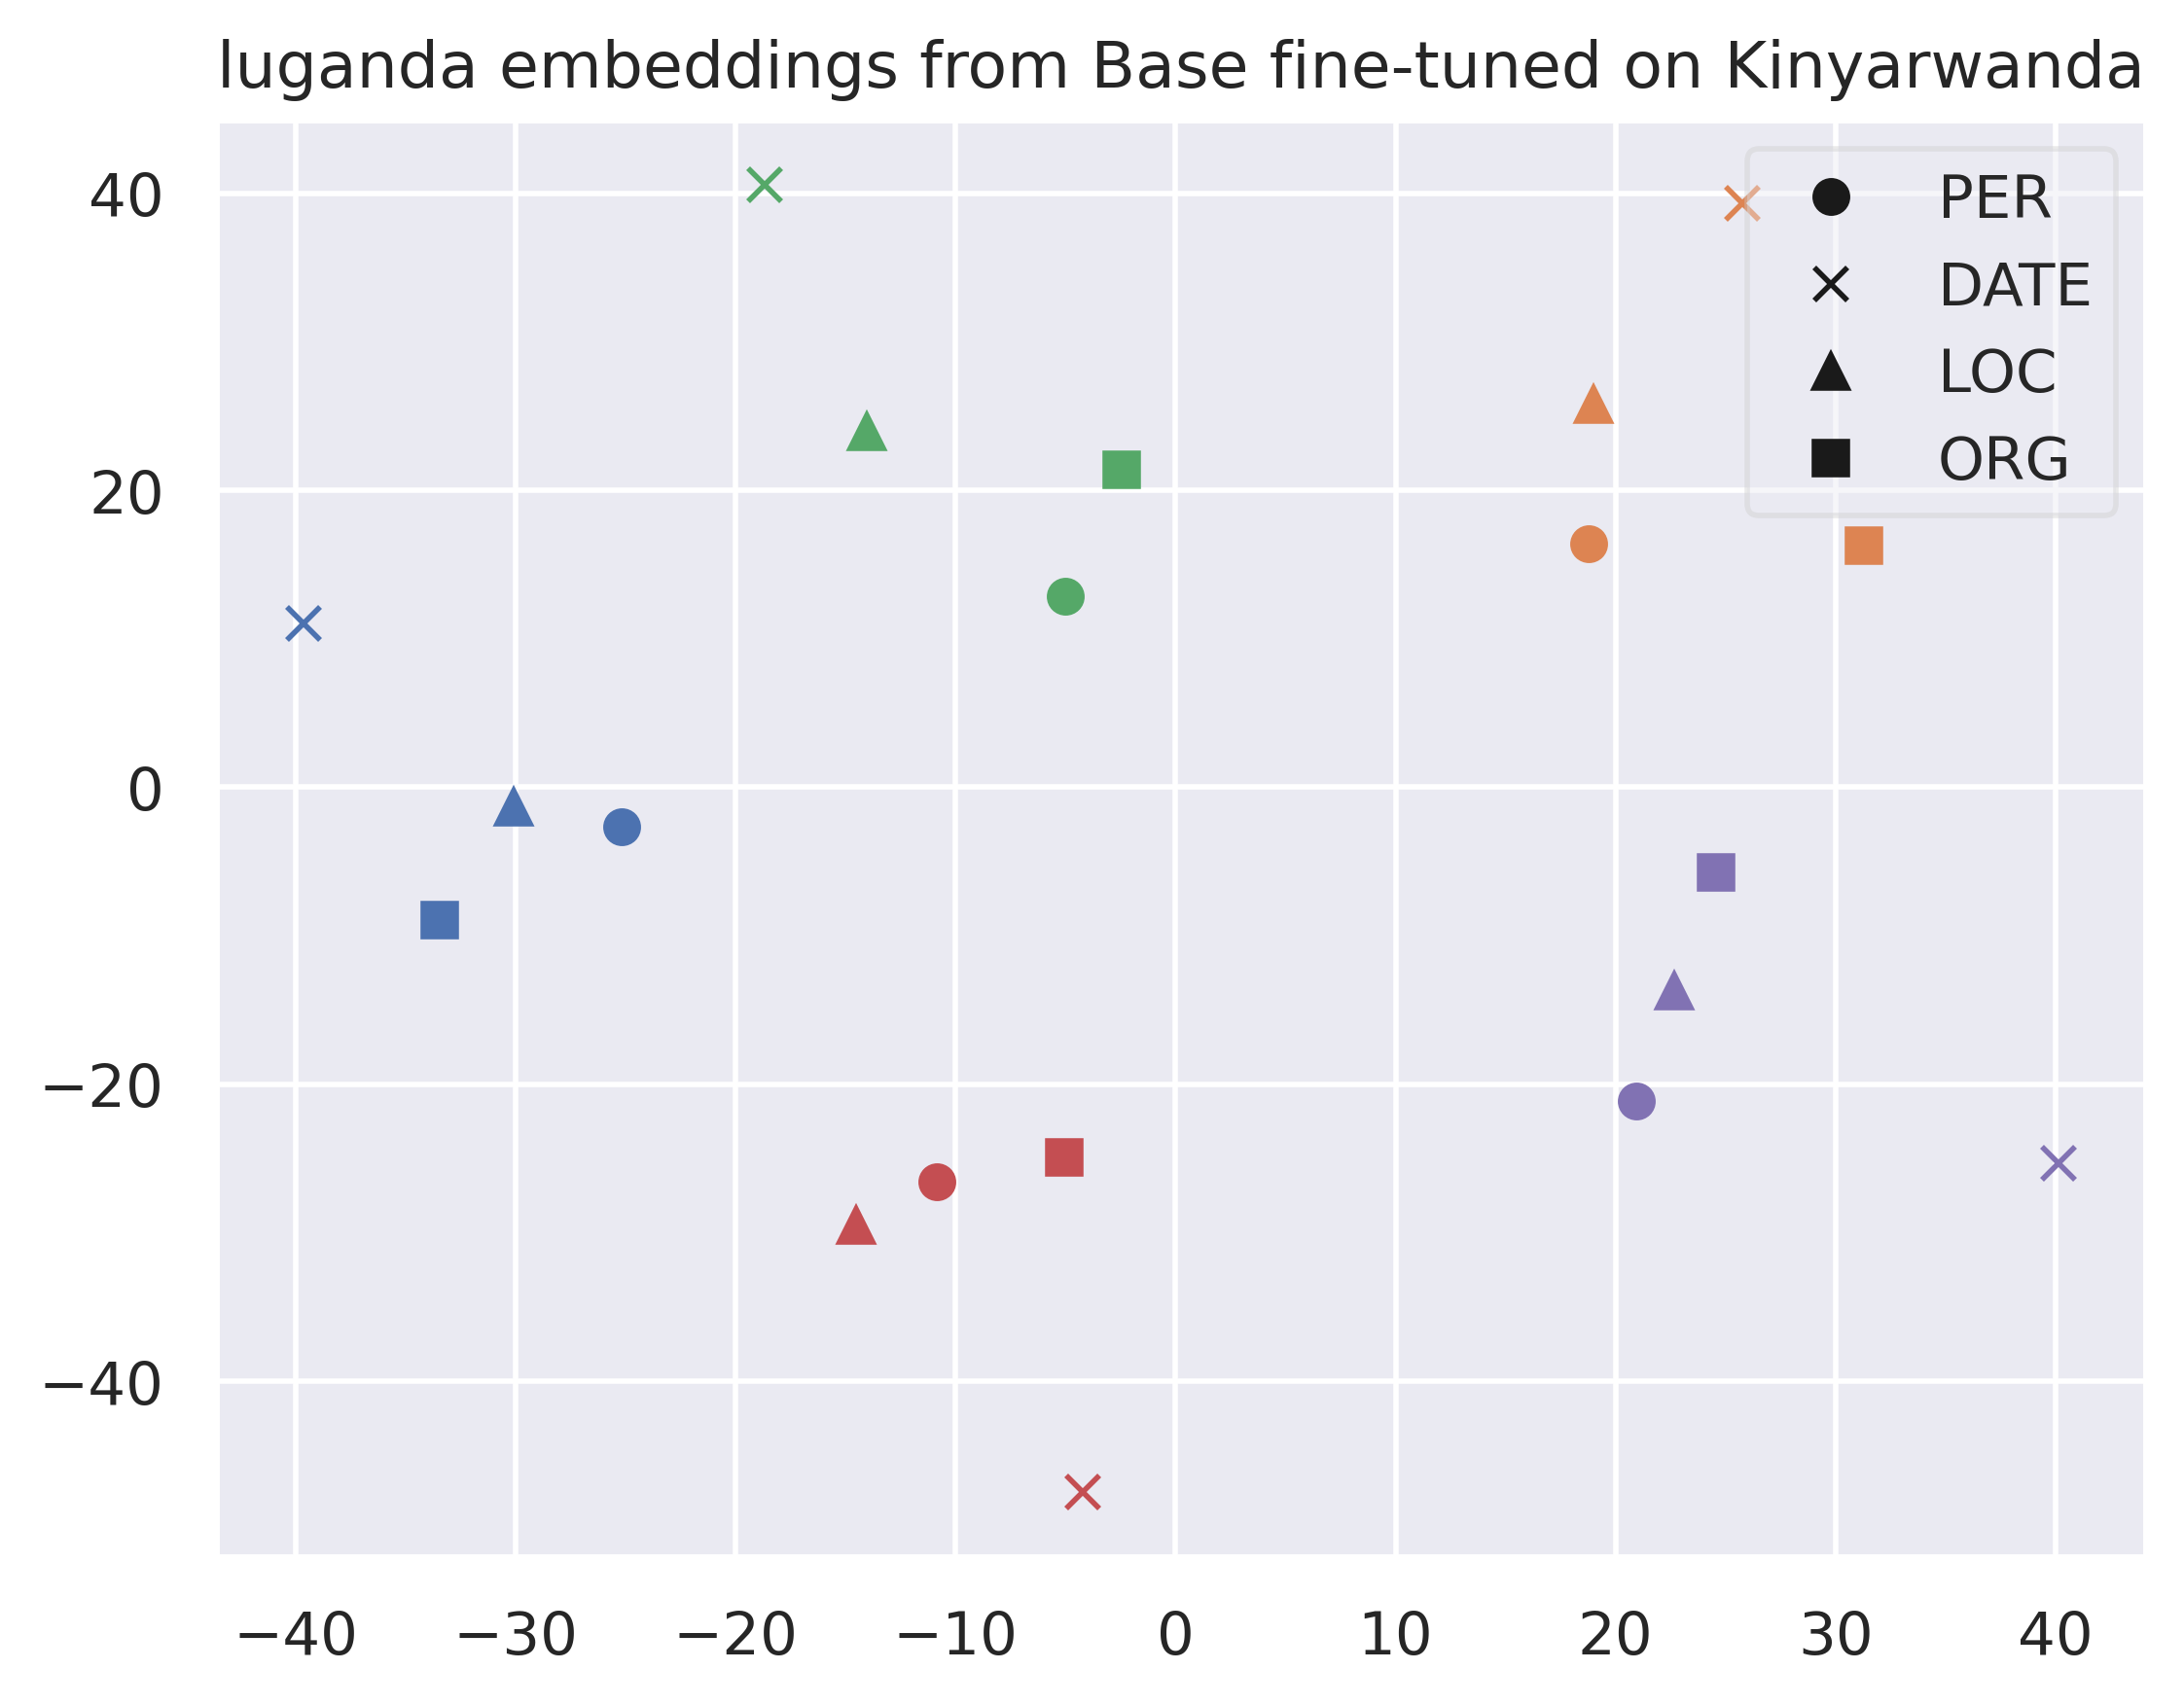 luganda embeddings from Base fine-tuned on Kinyarwanda
PER
DATE
LOC
ORG
40
20
0
−20
−40
−40 −30 −20 −10 0 10 20 30 40